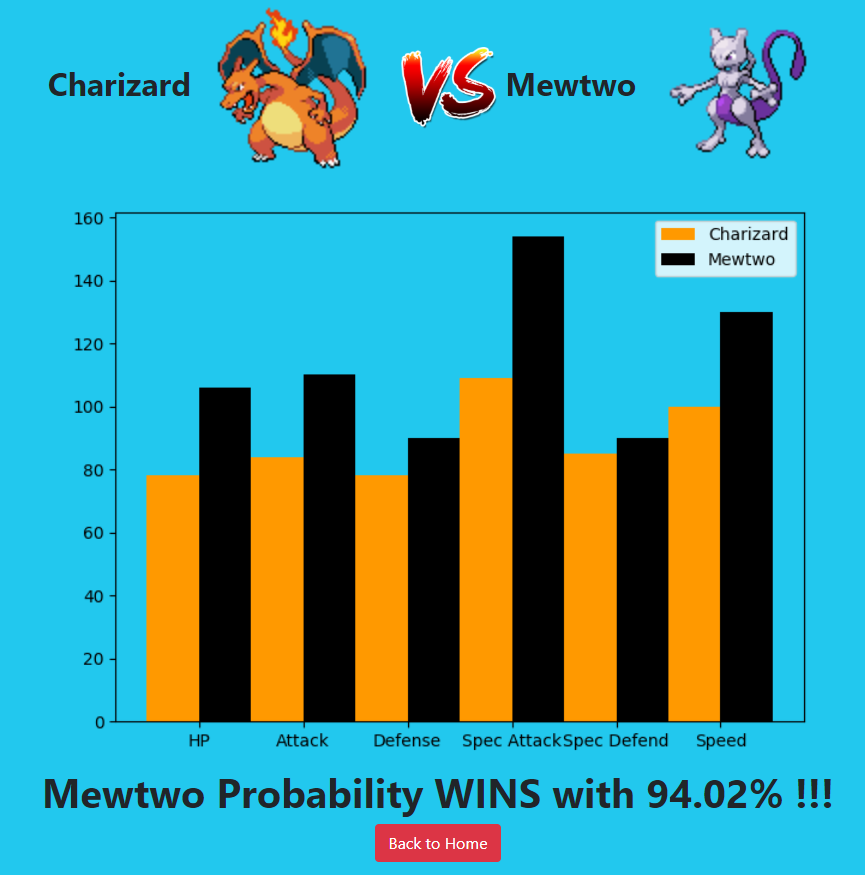 Charizard VS Mewtwo
Charizard
Mewtwo
160
140
120
100
80
60
40
20
0
HP Attack Defense Spec Attack Spec Defend Speed
Mewtwo Probability WINS with 94.02% !!!
Back to Home